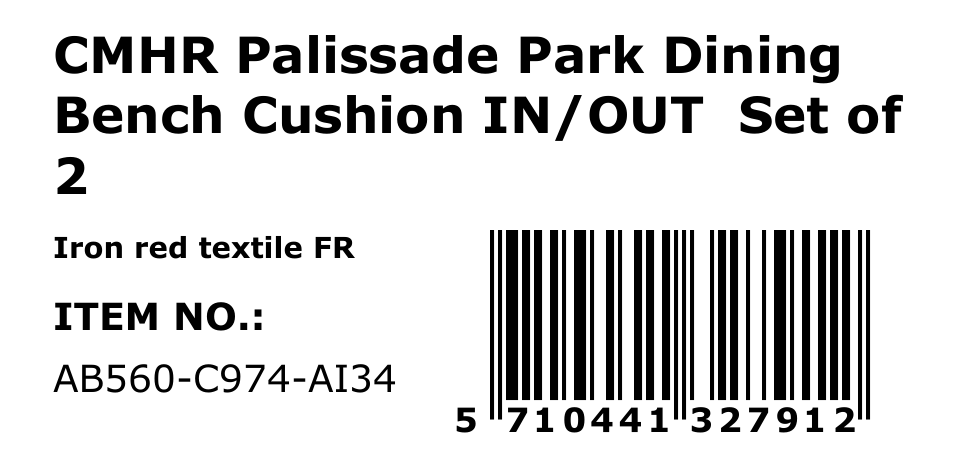 CMHR Palissade Park Dining
Bench Cushion IN/OUT  Set of
2
Iron red textile FR
ITEM NO.:
AB560-C974-AI34
5 710441 327912